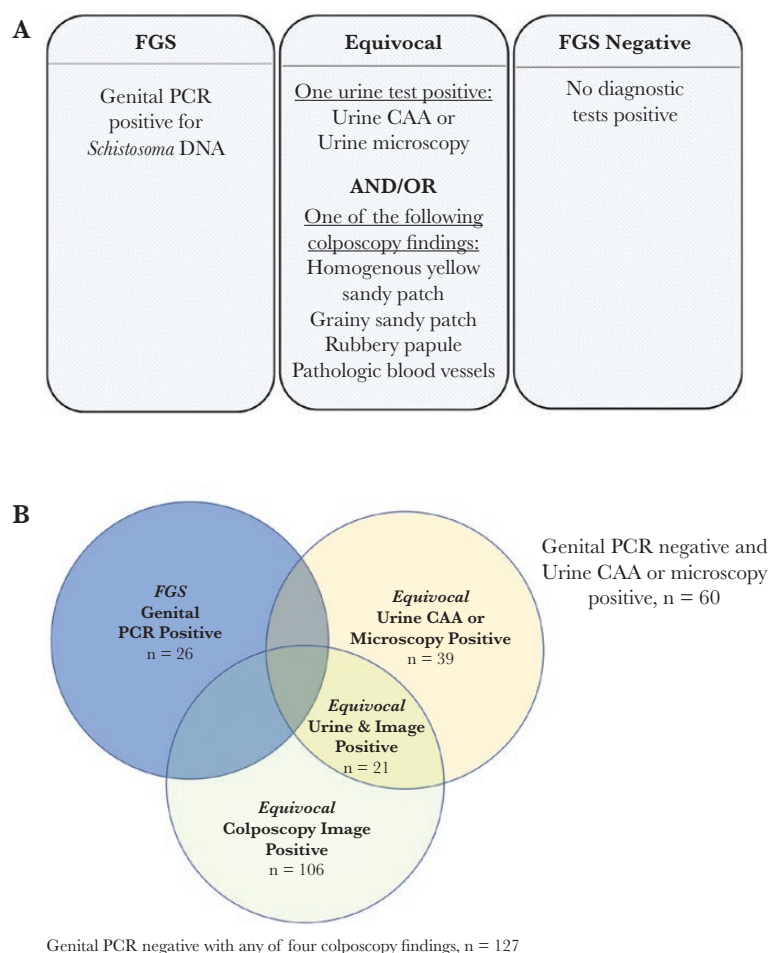 A
FGS
Genital PCR
positive for
Schistosoma DNA
Equivocal
One urine test positive:
Urine CAA or
Urine microscopy
AND/OR
One of the following
colposcopy findings:
Homogenous yellow
sandy patch
Grainy sandy patch
Rubbery papule
Pathologic blood vessels
FGS Negative
No diagnostic
tests positive
B
FGS
Genital
PCR Positive
n = 26
Equivocal
Urine CAA or
Microscopy Positive
n = 39
Genital PCR negative and
Urine CAA or microscopy
positive, n = 60
Equivocal
Urine & Image
Positive
n = 21
Equivocal
Colposcopy Image
Positive
n = 106
Genital PCR negative with any of four colposcopy findings, n = 127